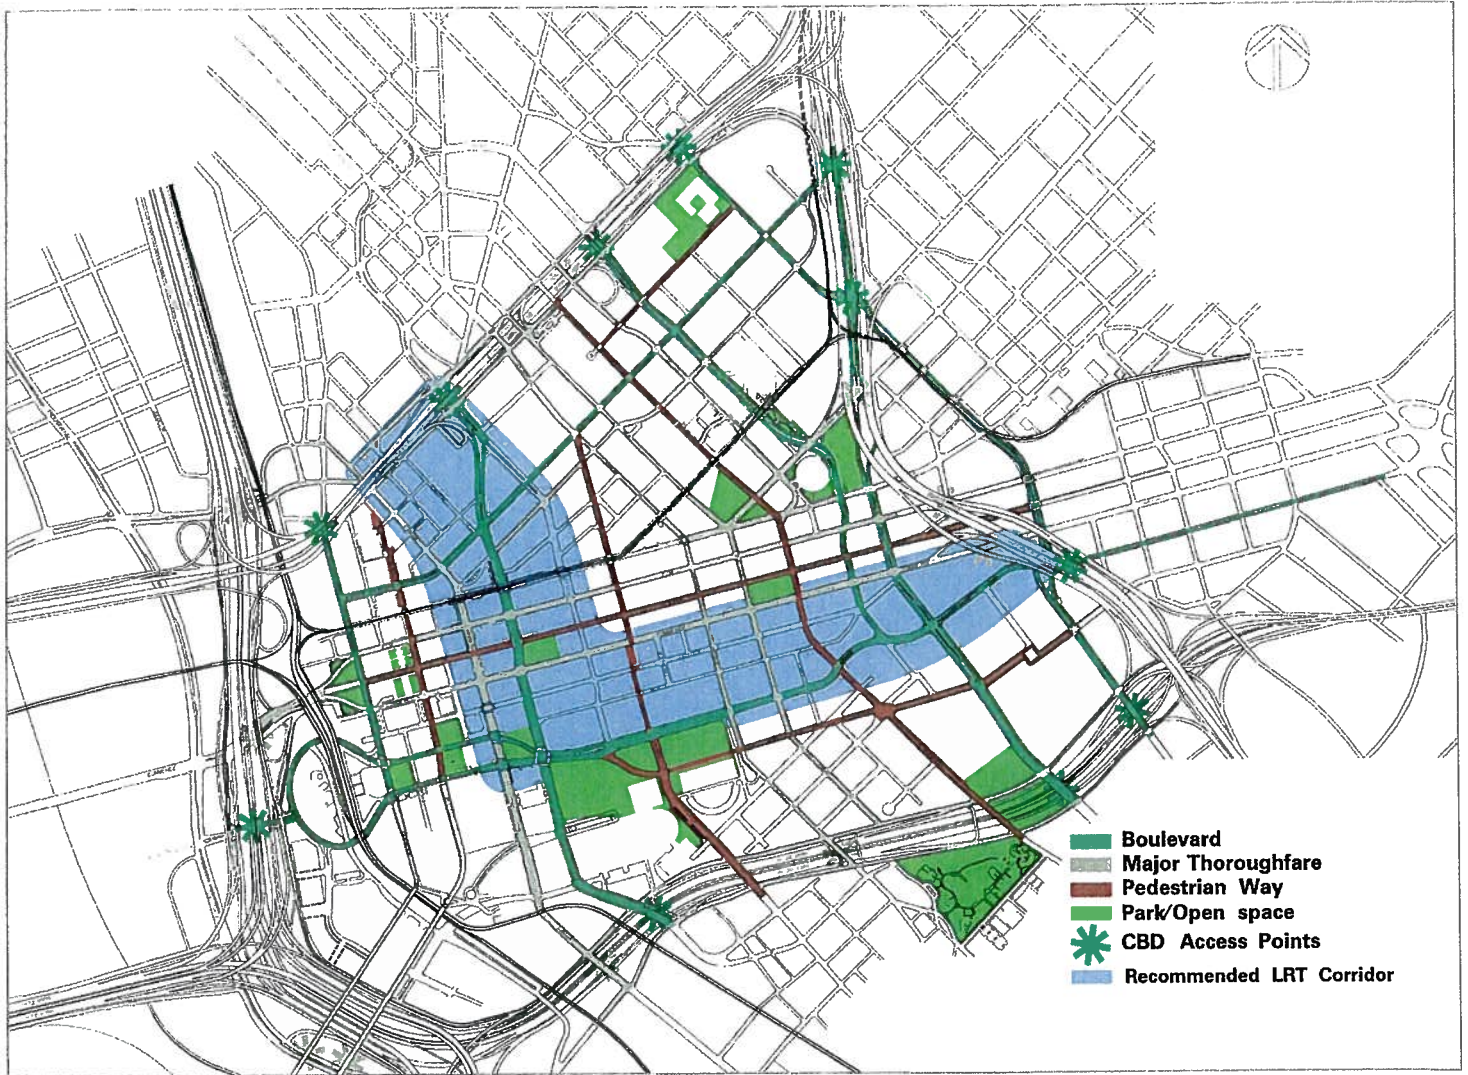 Boulevard
Major Thoroughfare
Pedestrian Way
Park/Open space
CBD Access Points
Recommended LRT Corridor